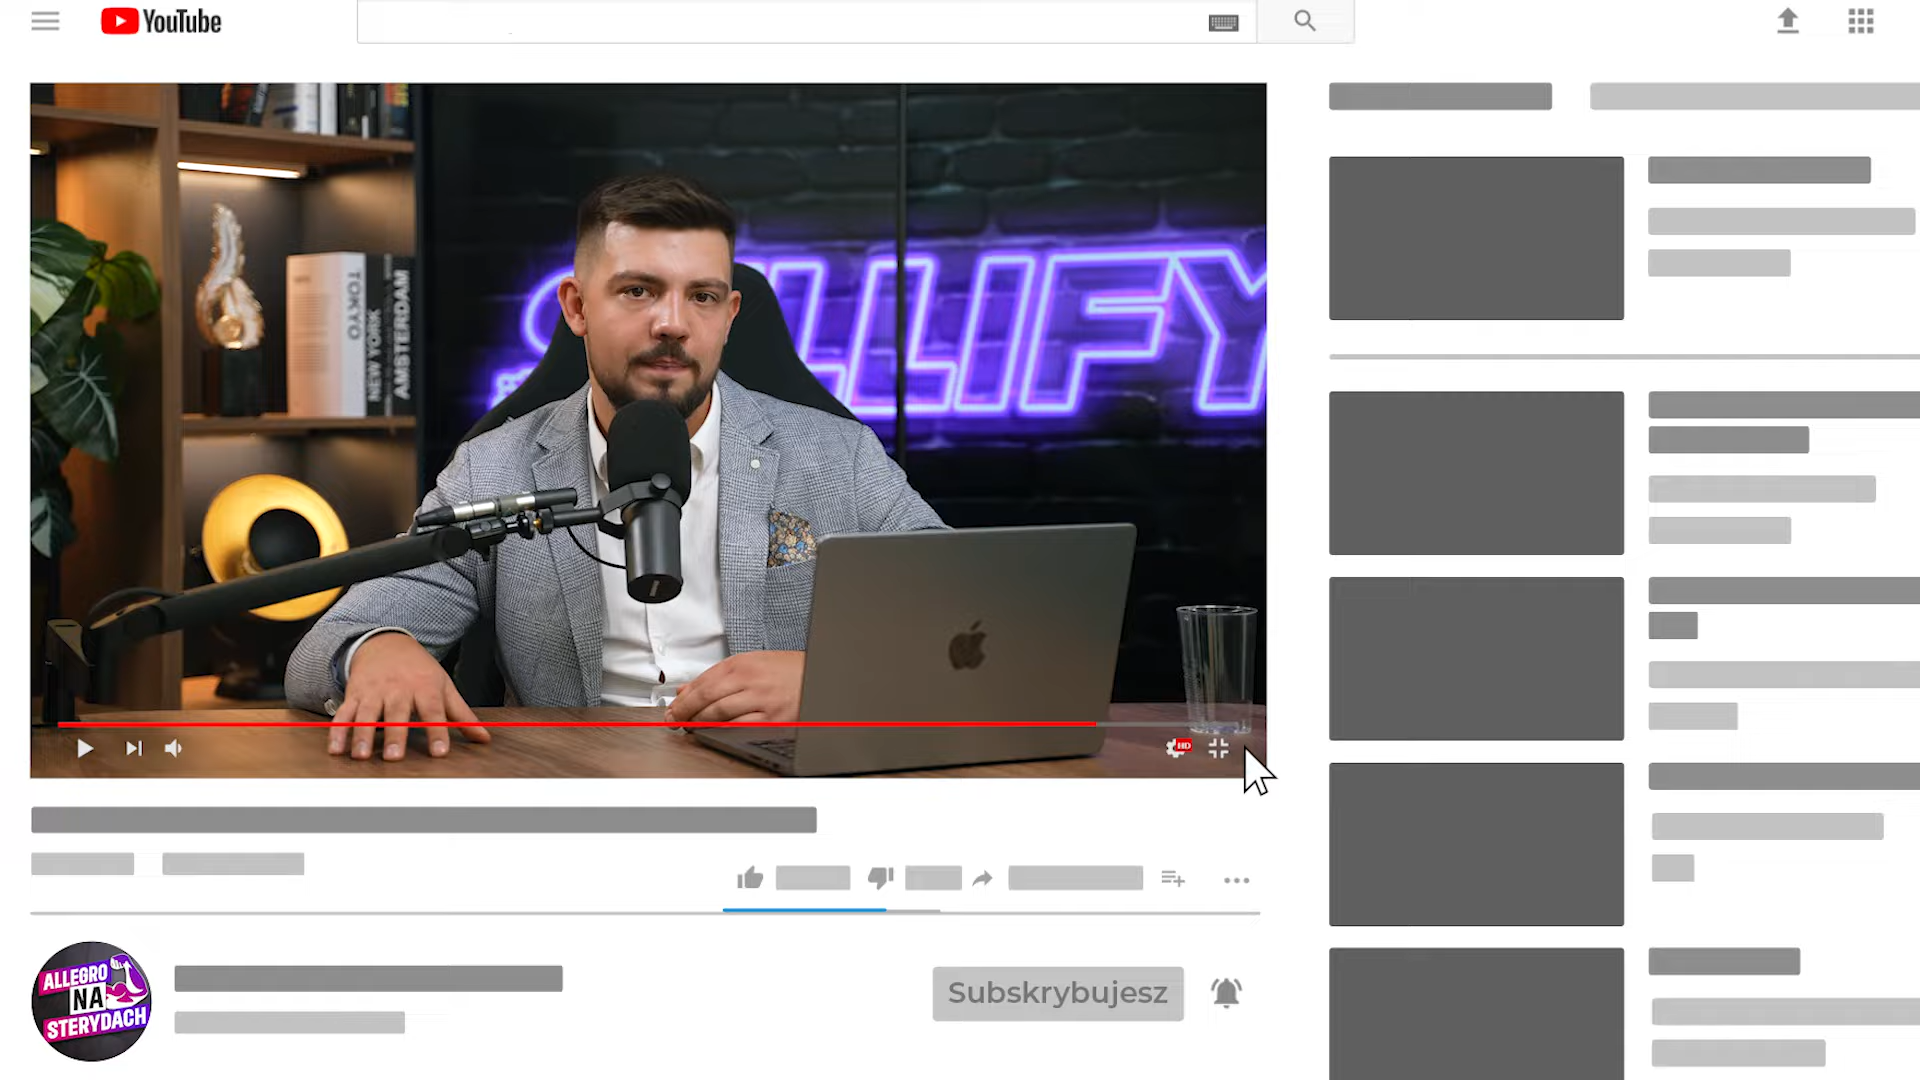 YouTube
TOKYO
NEW YORK
AMSTERDAM
LLIFY
HD
ALLEGRO
NA
STERYDACH
Subskrybujesz